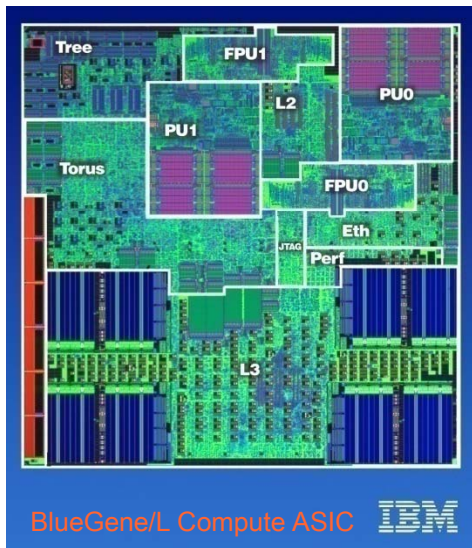 Tree
FPU1
L2
PU0
PU1
Torus
FPU0
Eth
JTAG
Perf
L3
BlueGene/L Compute ASIC
IBM